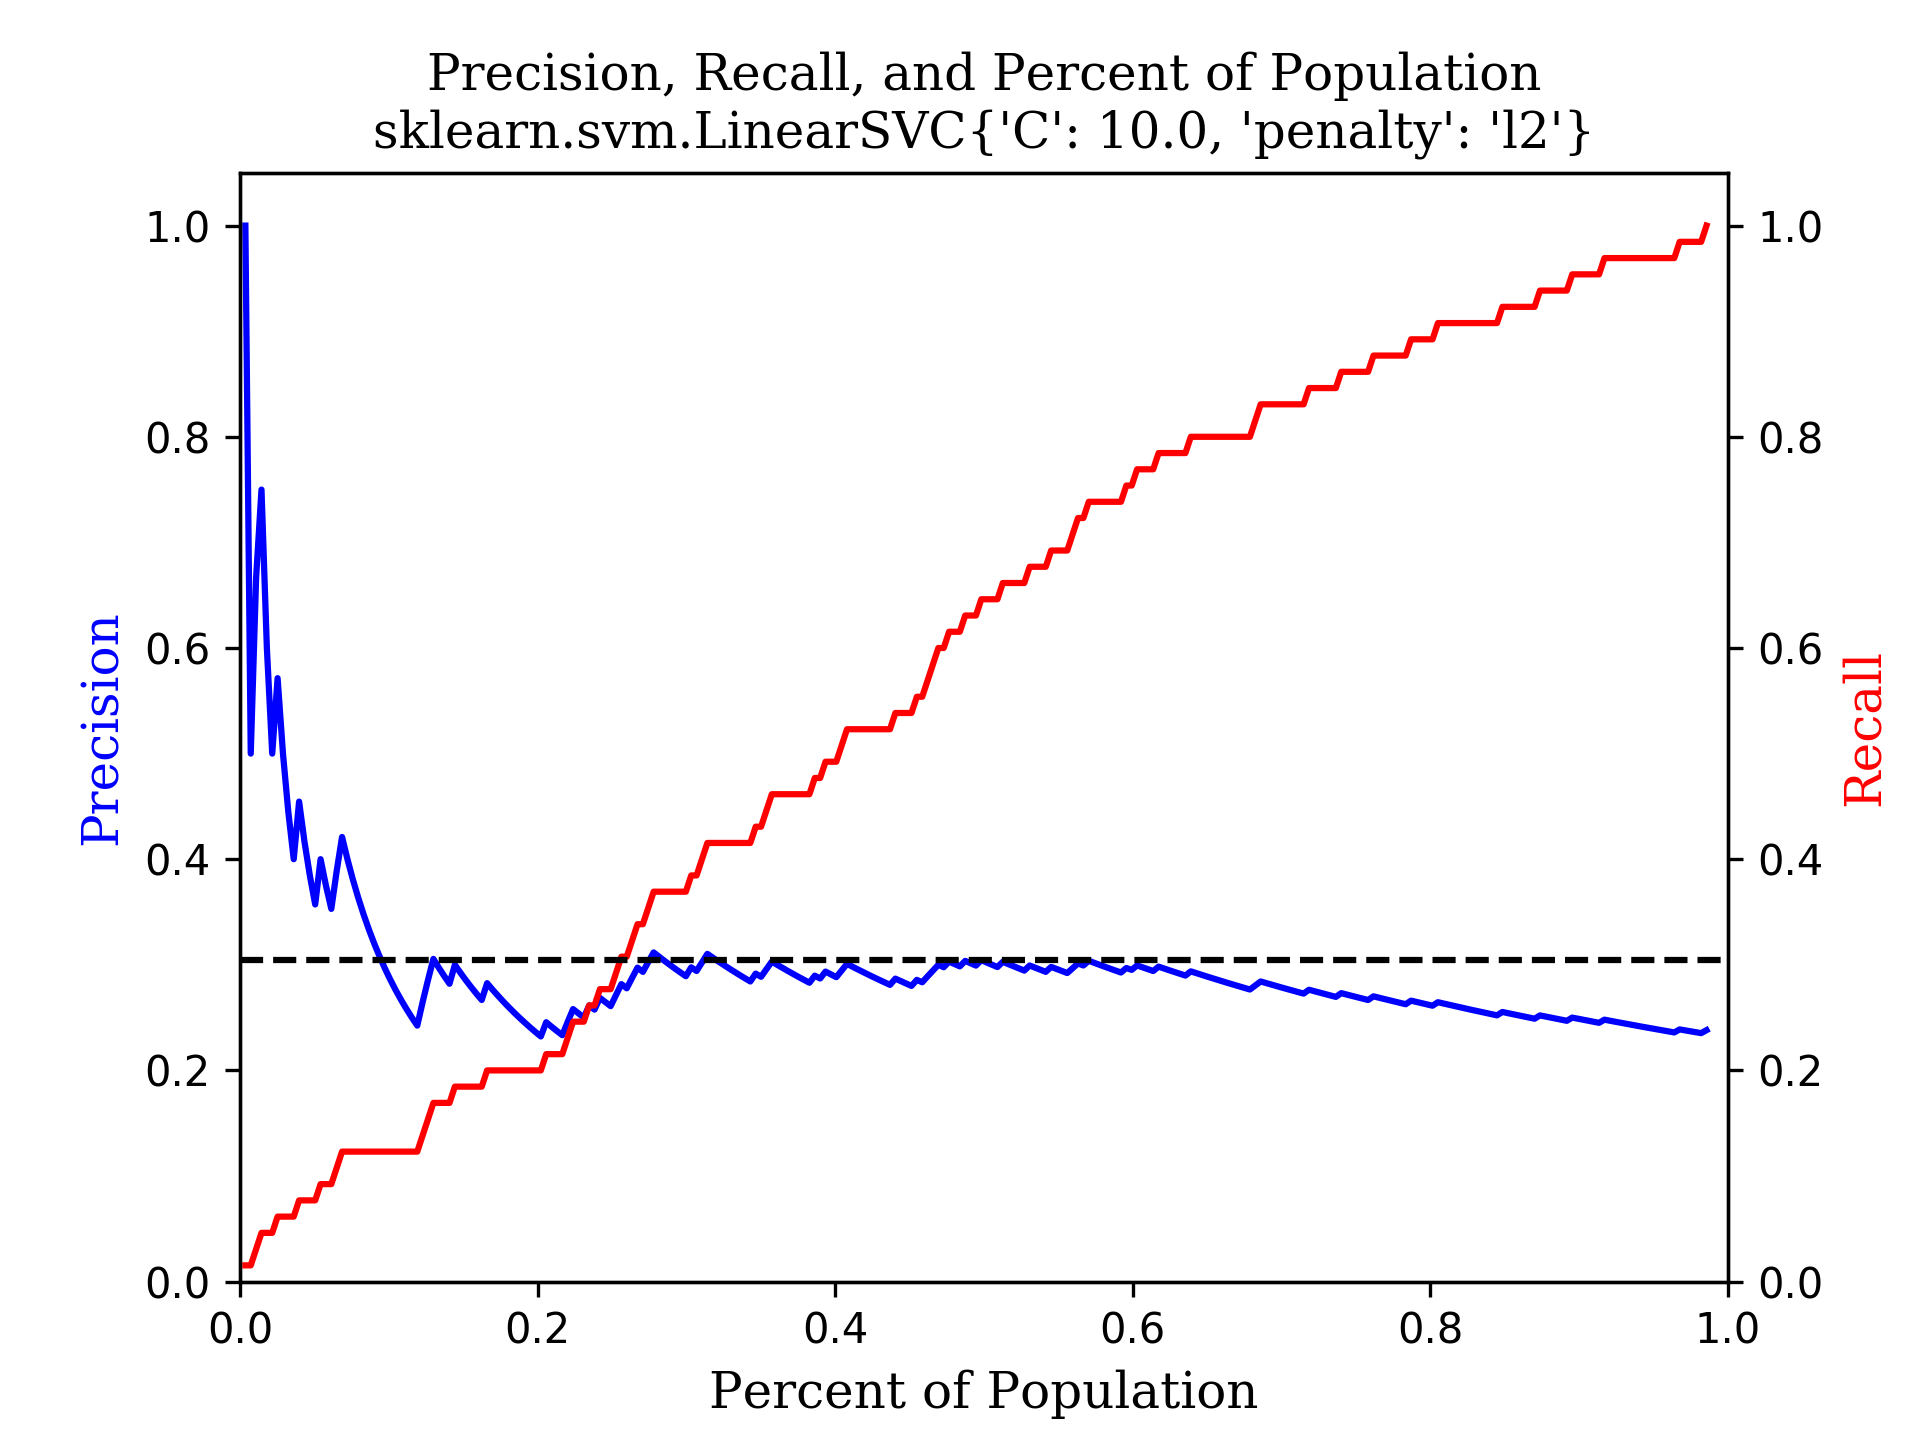 Precision, Recall, and Percent of Population
sklearn.svm.LinearSVC{'C': 10.0, 'penalty': 'l2'}
1.0
0.8
0.6
0.4
0.2
0.0
Precision
1.0
0.8
0.6
0.4
0.2
0.0
Recall
0.0 0.2 0.4 0.6 0.8 1.0
Percent of Population